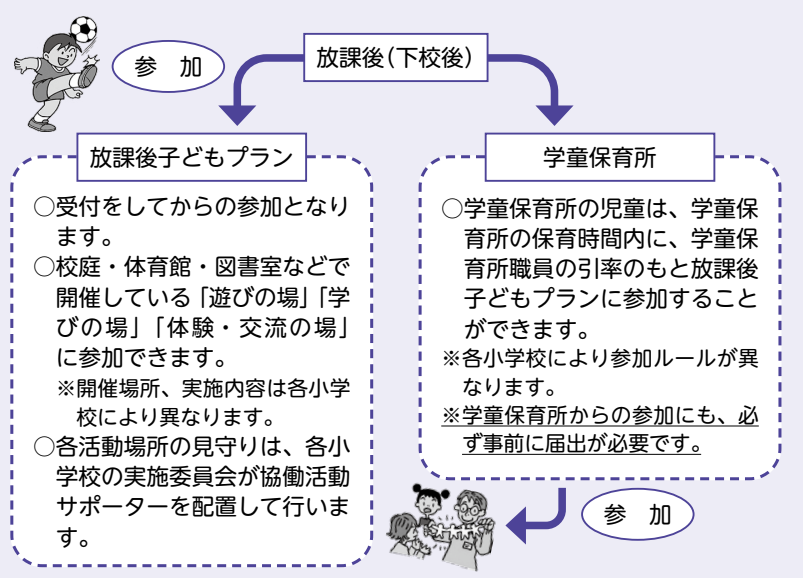 放課後(下校後)
参　加
放課後子どもプラン
○受付をしてからの参加となり
ます。
○校庭・体育館・図書室などで
開催している「遊びの場」「学
びの場」「体験・交流の場」
に参加できます。
※開催場所、実施内容は各小学
校により異なります。
○各活動場所の見守りは、各小
学校の実施委員会が協働活動
サポーターを配置して行いま
す。
学童保育所
○学童保育所の児童は、学童保
育所の保育時間内に、学童保
育所職員の引率のもと放課後
子どもプランに参加すること
ができます。
※各小学校により参加ルールが異
なります。
※学童保育所からの参加にも、必
ず事前に届出が必要です。
参　加